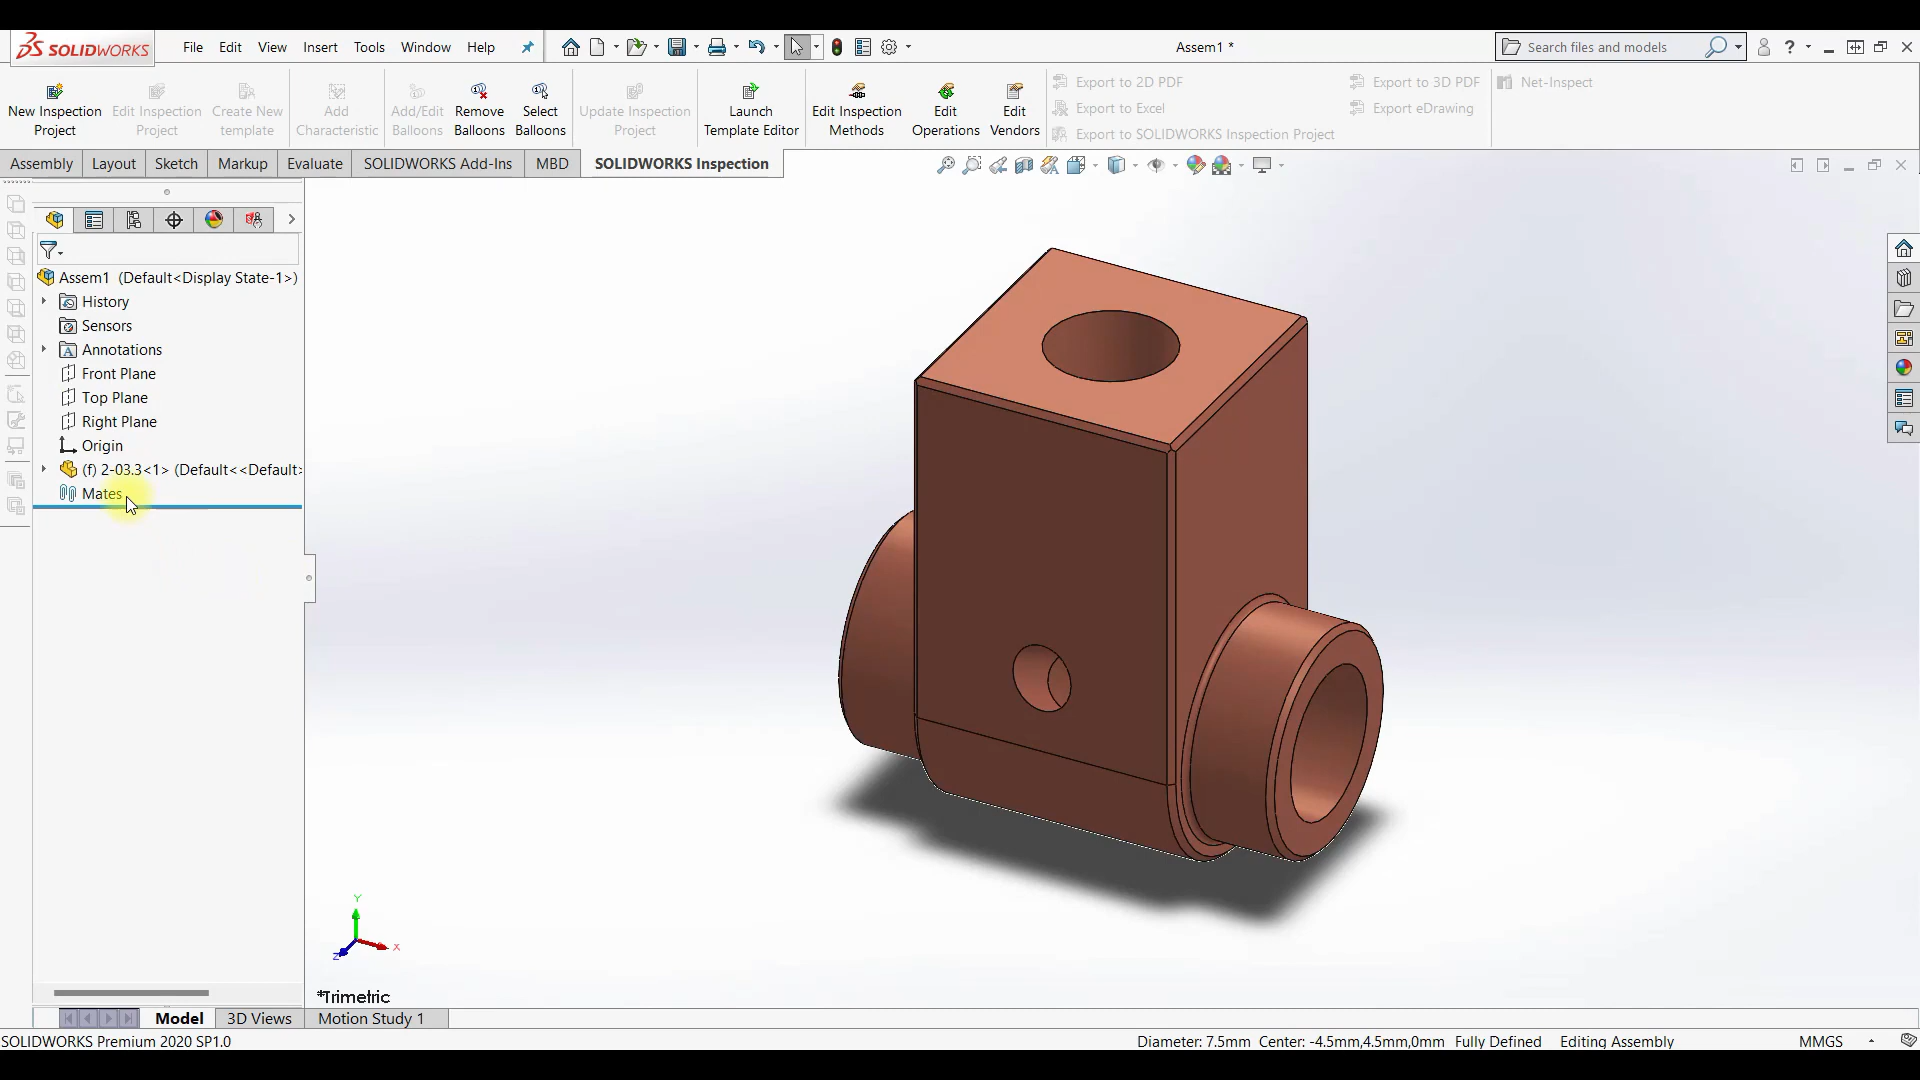 SOLIDWORKS
File Edit View Insert Tools Window Help
Assem1 *
Search files and models
New Inspection
Project
Edit Inspection
Project
Create New
template
Add
Characteristic
Add/Edit
Balloons
Remove
Balloons
Select
Balloons
Update Inspection
Project
Launch
Template Editor
Edit Inspection
Methods
Edit
Operations
Edit
Vendors
Export to 2D PDF
Export to Excel
Export to SOLIDWORKS Inspection Project
Export to 3D PDF
Export eDrawing
Net-Inspect
Assembly Layout Sketch Markup Evaluate SOLIDWORKS Add-Ins MBD SOLIDWORKS Inspection
Assem1 (Default<Display State-1>)
History
Sensors
Annotations
Front Plane
Top Plane
Right Plane
Origin
(f) 2-03.3<1> (Default<<Default>
Mates
Y
X
Z
*Trimetric
Model 3D Views Motion Study 1
SOLIDWORKS Premium 2020 SP1.0
Diameter: 7.5mm Center: -4.5mm,4.5mm,0mm Fully Defined Editing Assembly MMGS